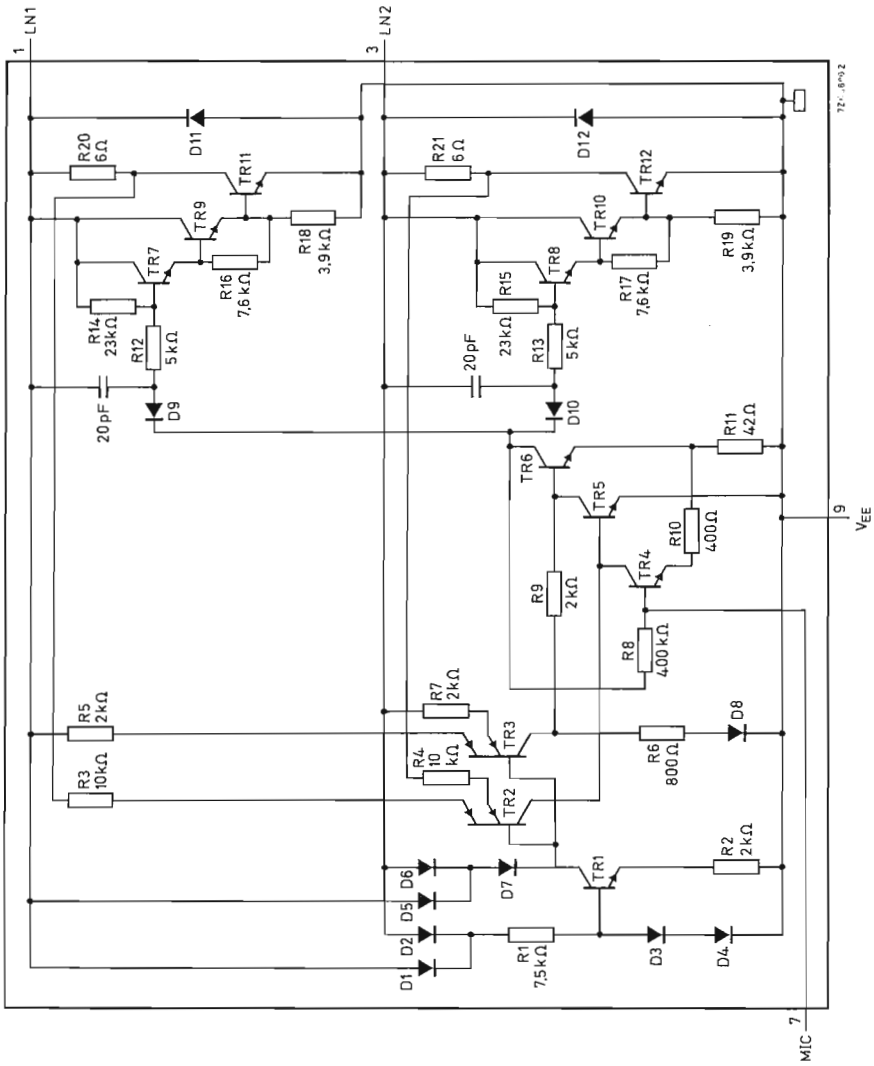 1
LN1
3
LN2
R20
6Ω
D11
TR11
TR9
R18
3,9kΩ
TR7
R16
7,6kΩ
R14
23kΩ
R12
5kΩ
20pF
D9
R21
6Ω
D12
TR12
TR10
R19
3,9kΩ
TR8
R17
7,6kΩ
R15
23kΩ
R13
5kΩ
20pF
D10
TR6
TR5
R11
42Ω
R10
400Ω
TR4
R9
2kΩ
R8
400kΩ
9
VEE
R5
2kΩ
R3
10kΩ
R7
2kΩ
R4
10
kΩ
TR3
TR2
R6
800Ω
D8
D6
D5
D7
D2
D1
TR1
R2
2kΩ
R1
7,5kΩ
D3
D4
7
MIC